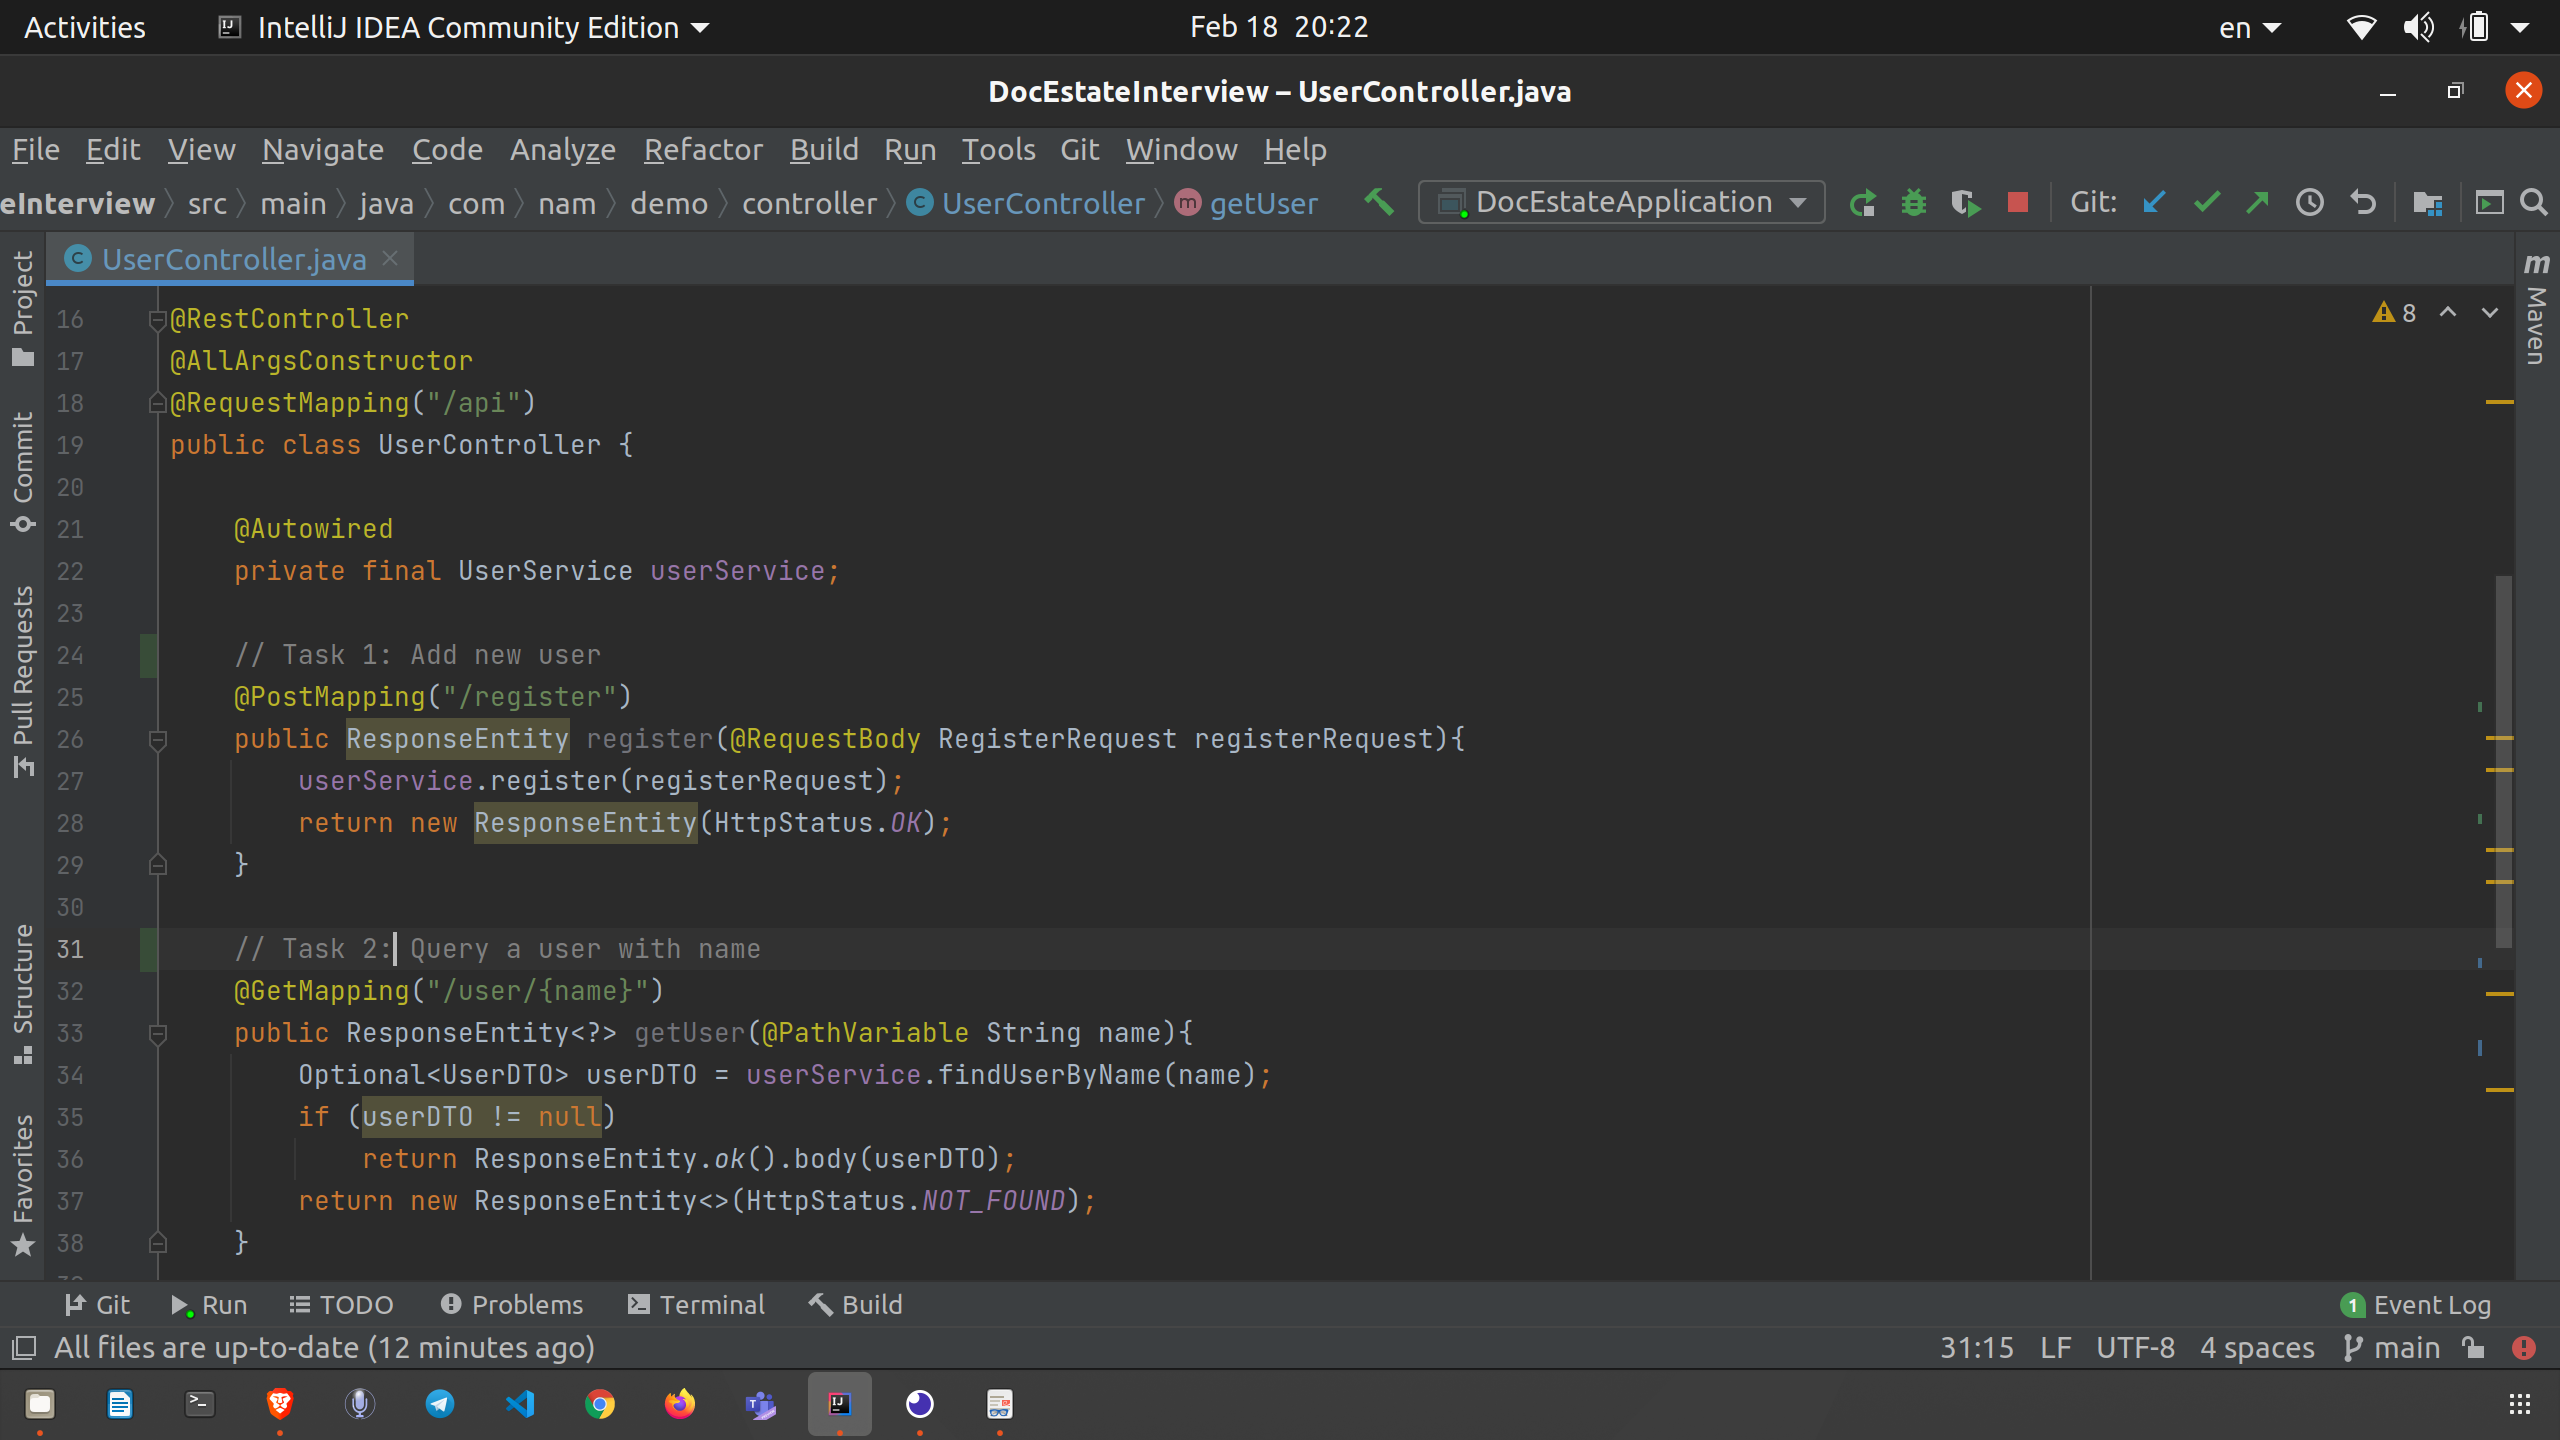 Activities IntelliJ IDEA Community Edition Feb 18 20:22 en
DocEstateInterview – UserController.java
File Edit View Navigate Code Analyze Refactor Build Run Tools Git Window Help
eInterview src main java com nam demo controller C UserController m getUser DocEstateApplication Git:
C UserController.java
Project
Commit
Pull Requests
Structure
Favorites
m Maven
8
16 @RestController
17 @AllArgsConstructor
18 @RequestMapping("/api")
19 public class UserController {
20
21 @Autowired
22 private final UserService userService;
23
24 // Task 1: Add new user
25 @PostMapping("/register")
26 public ResponseEntity register(@RequestBody RegisterRequest registerRequest){
27 userService.register(registerRequest);
28 return new ResponseEntity(HttpStatus.OK);
29 }
30
31 // Task 2: Query a user with name
32 @GetMapping("/user/{name}")
33 public ResponseEntity<?> getUser(@PathVariable String name){
34 Optional<UserDTO> userDTO = userService.findUserByName(name);
35 if (userDTO != null)
36 return ResponseEntity.ok().body(userDTO);
37 return new ResponseEntity<>(HttpStatus.NOT_FOUND);
38 }
Git Run TODO Problems Terminal Build 1 Event Log
All files are up-to-date (12 minutes ago) 31:15 LF UTF-8 4 spaces main